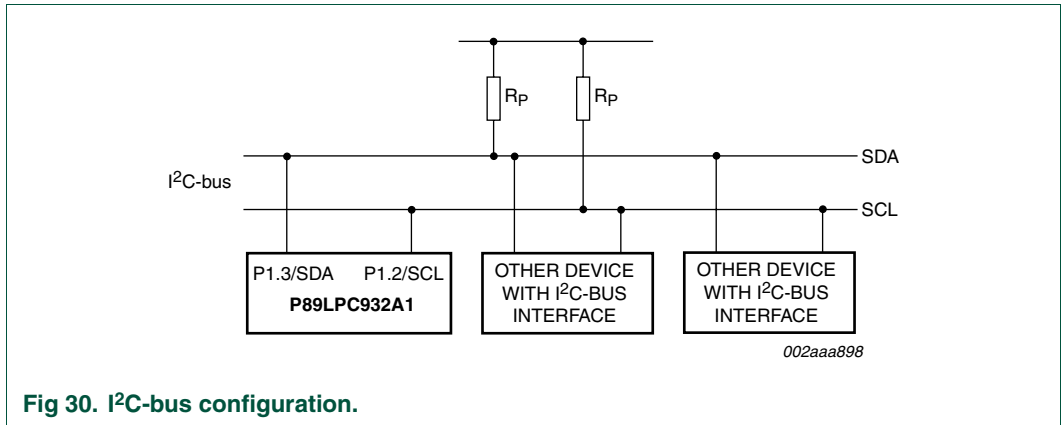 RP RP
SDA
I2C-bus
SCL
P1.3/SDA P1.2/SCL
P89LPC932A1
OTHER DEVICE
WITH I2C-BUS
INTERFACE
OTHER DEVICE
WITH I2C-BUS
INTERFACE
002aaa898
Fig 30. I2C-bus configuration.